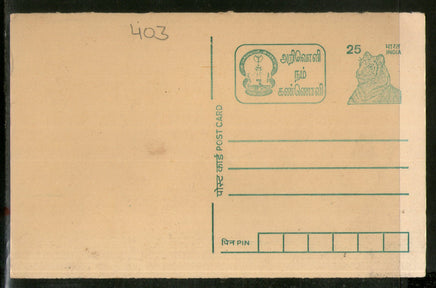 403
அறிவொளி
நம்
கண்ணொளி
25 भारत
INDIA
पोस्ट कार्ड POST CARD
पिन PIN